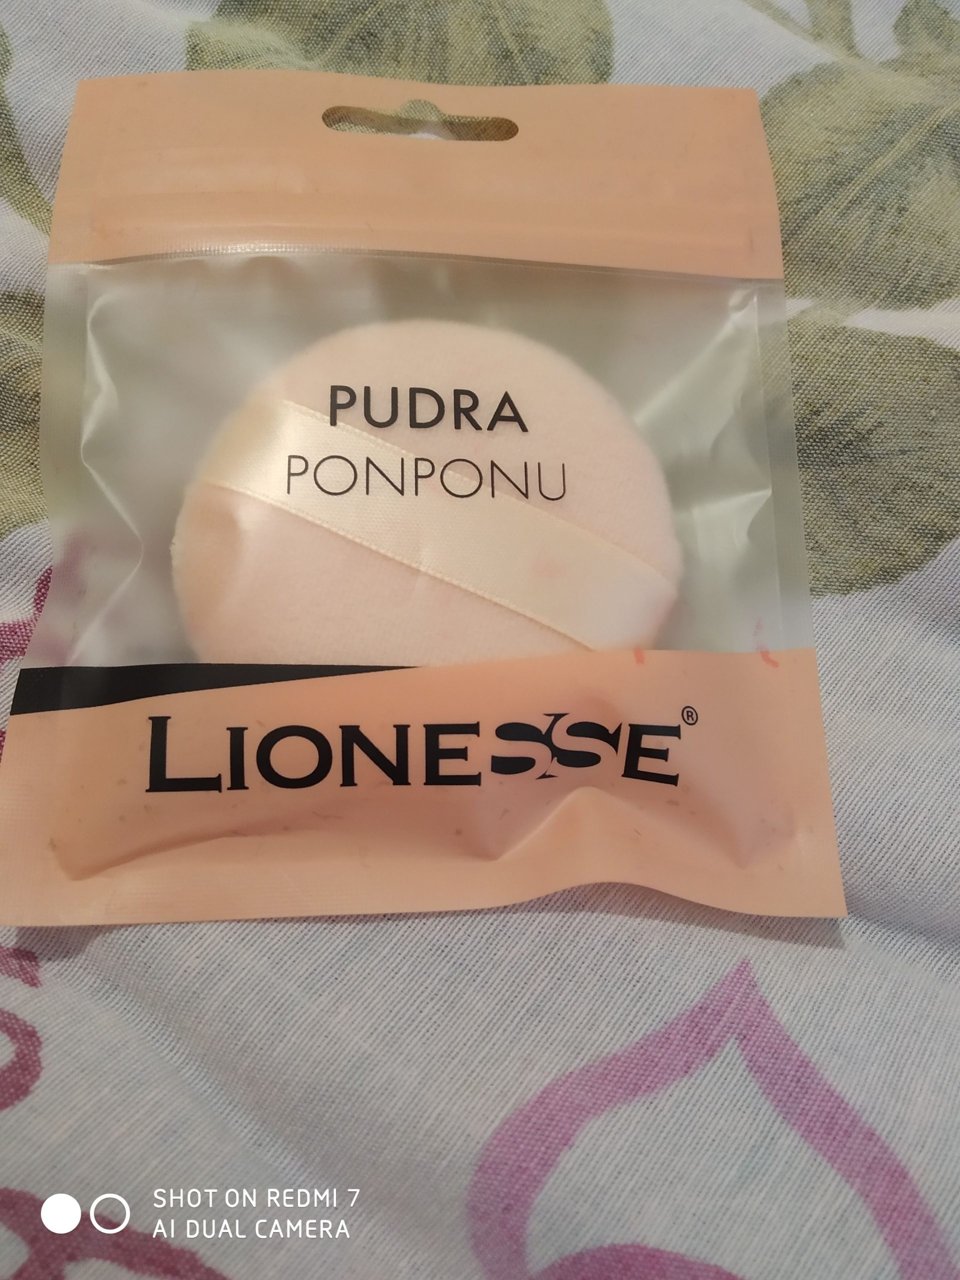 PUDRA
PONPONU
LIONESSE®
SHOT ON REDMI 7
AI DUAL CAMERA